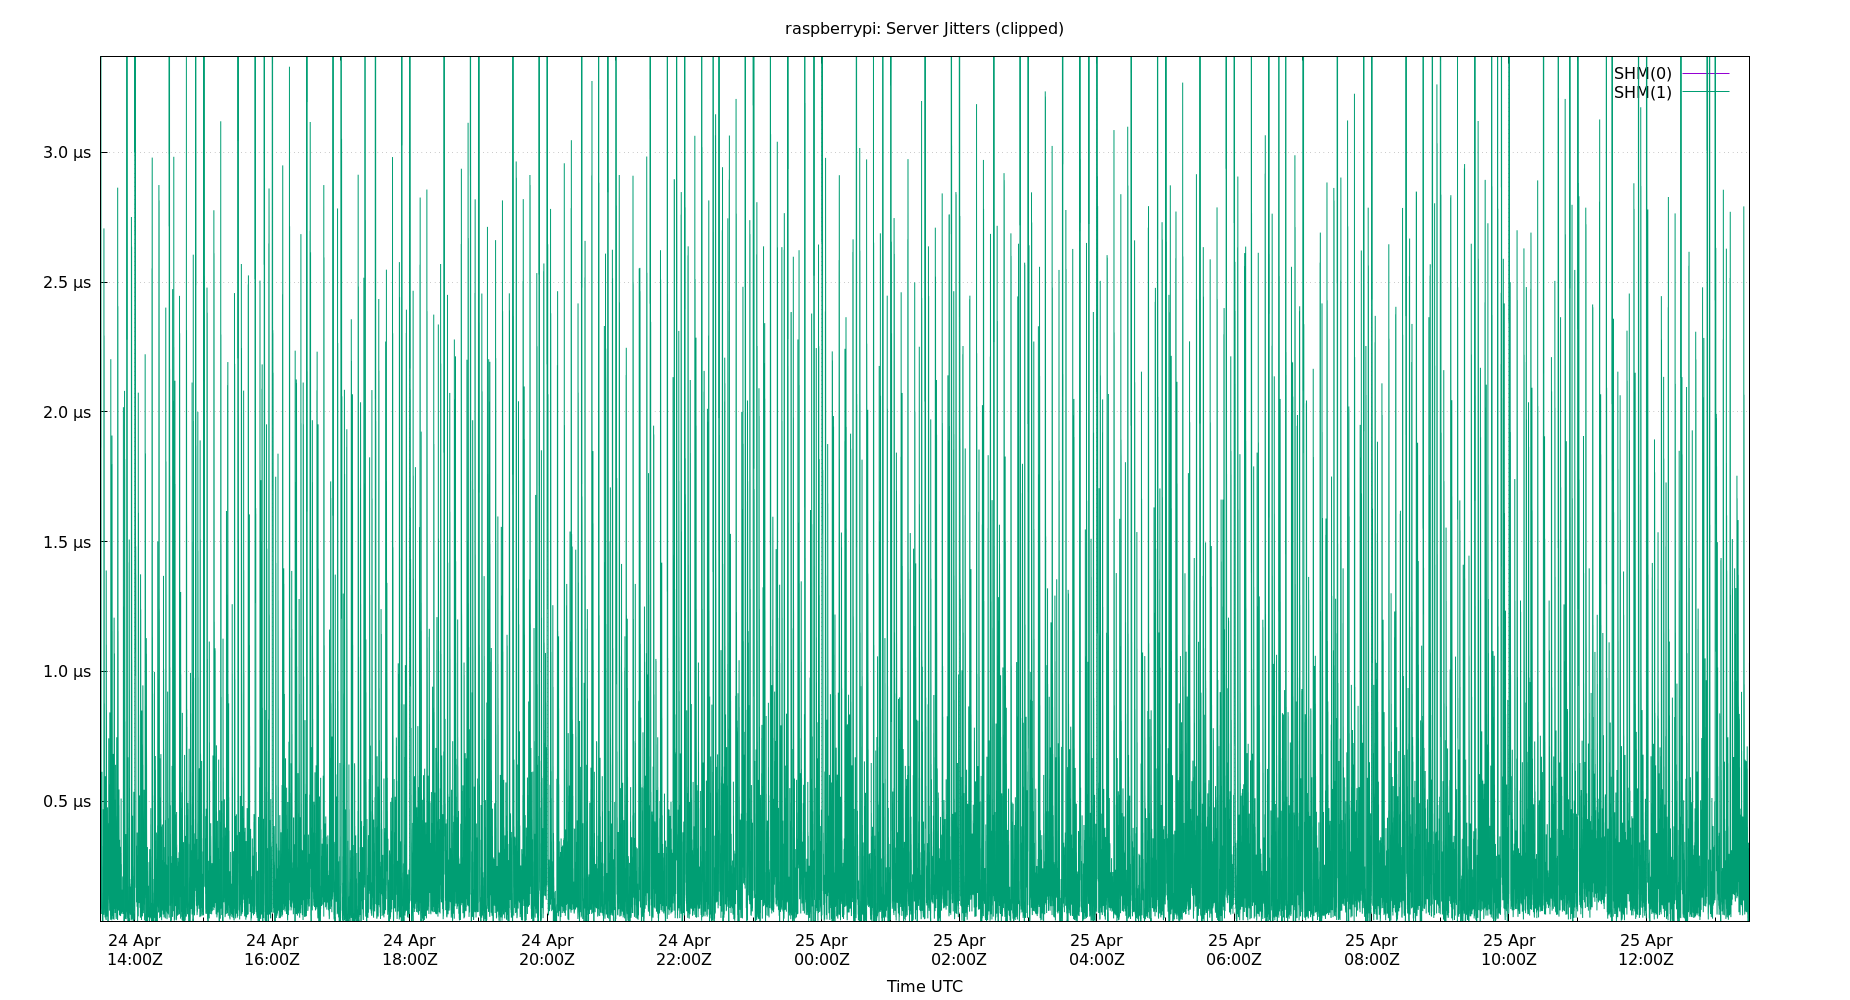 raspberrypi: Server Jitters (clipped)
SHM(0)
SHM(1)
3.0 µs
2.5 µs
2.0 µs
1.5 µs
1.0 µs
0.5 µs
24 Apr 24 Apr 24 Apr 24 Apr 24 Apr 25 Apr 25 Apr 25 Apr 25 Apr 25 Apr 25 Apr 25 Apr
14:00Z 16:00Z 18:00Z 20:00Z 22:00Z 00:00Z 02:00Z 04:00Z 06:00Z 08:00Z 10:00Z 12:00Z
Time UTC